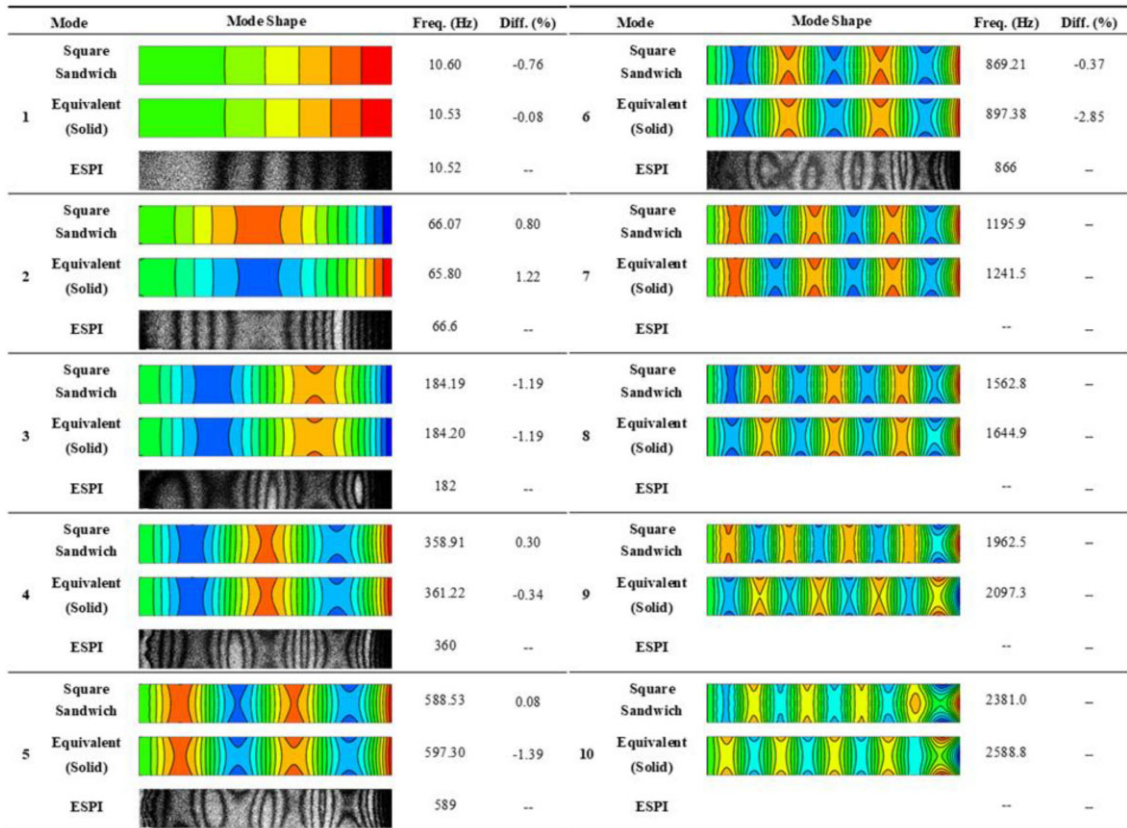 Mode Mode Shape Freq. (Hz) Diff. (%)
Square Sandwich 10.60 -0.76
1 Equivalent (Solid) 10.53 -0.08
ESPI 10.52 --
Square Sandwich 66.07 0.80
2 Equivalent (Solid) 65.80 1.22
ESPI 66.6 --
Square Sandwich 184.19 -1.19
3 Equivalent (Solid) 184.20 -1.19
ESPI 182 --
Square Sandwich 358.91 0.30
4 Equivalent (Solid) 361.22 -0.34
ESPI 360 --
Square Sandwich 588.53 0.08
5 Equivalent (Solid) 597.30 -1.39
ESPI 589 --
Mode Mode Shape Freq. (Hz) Diff. (%)
Square Sandwich 869.21 -0.37
6 Equivalent (Solid) 897.38 -2.85
ESPI 866 --
Square Sandwich 1195.9 --
7 Equivalent (Solid) 1241.5 --
ESPI -- --
Square Sandwich 1562.8 --
8 Equivalent (Solid) 1644.9 --
ESPI -- --
Square Sandwich 1962.5 --
9 Equivalent (Solid) 2097.3 --
ESPI -- --
Square Sandwich 2381.0 --
10 Equivalent (Solid) 2588.8 --
ESPI -- --